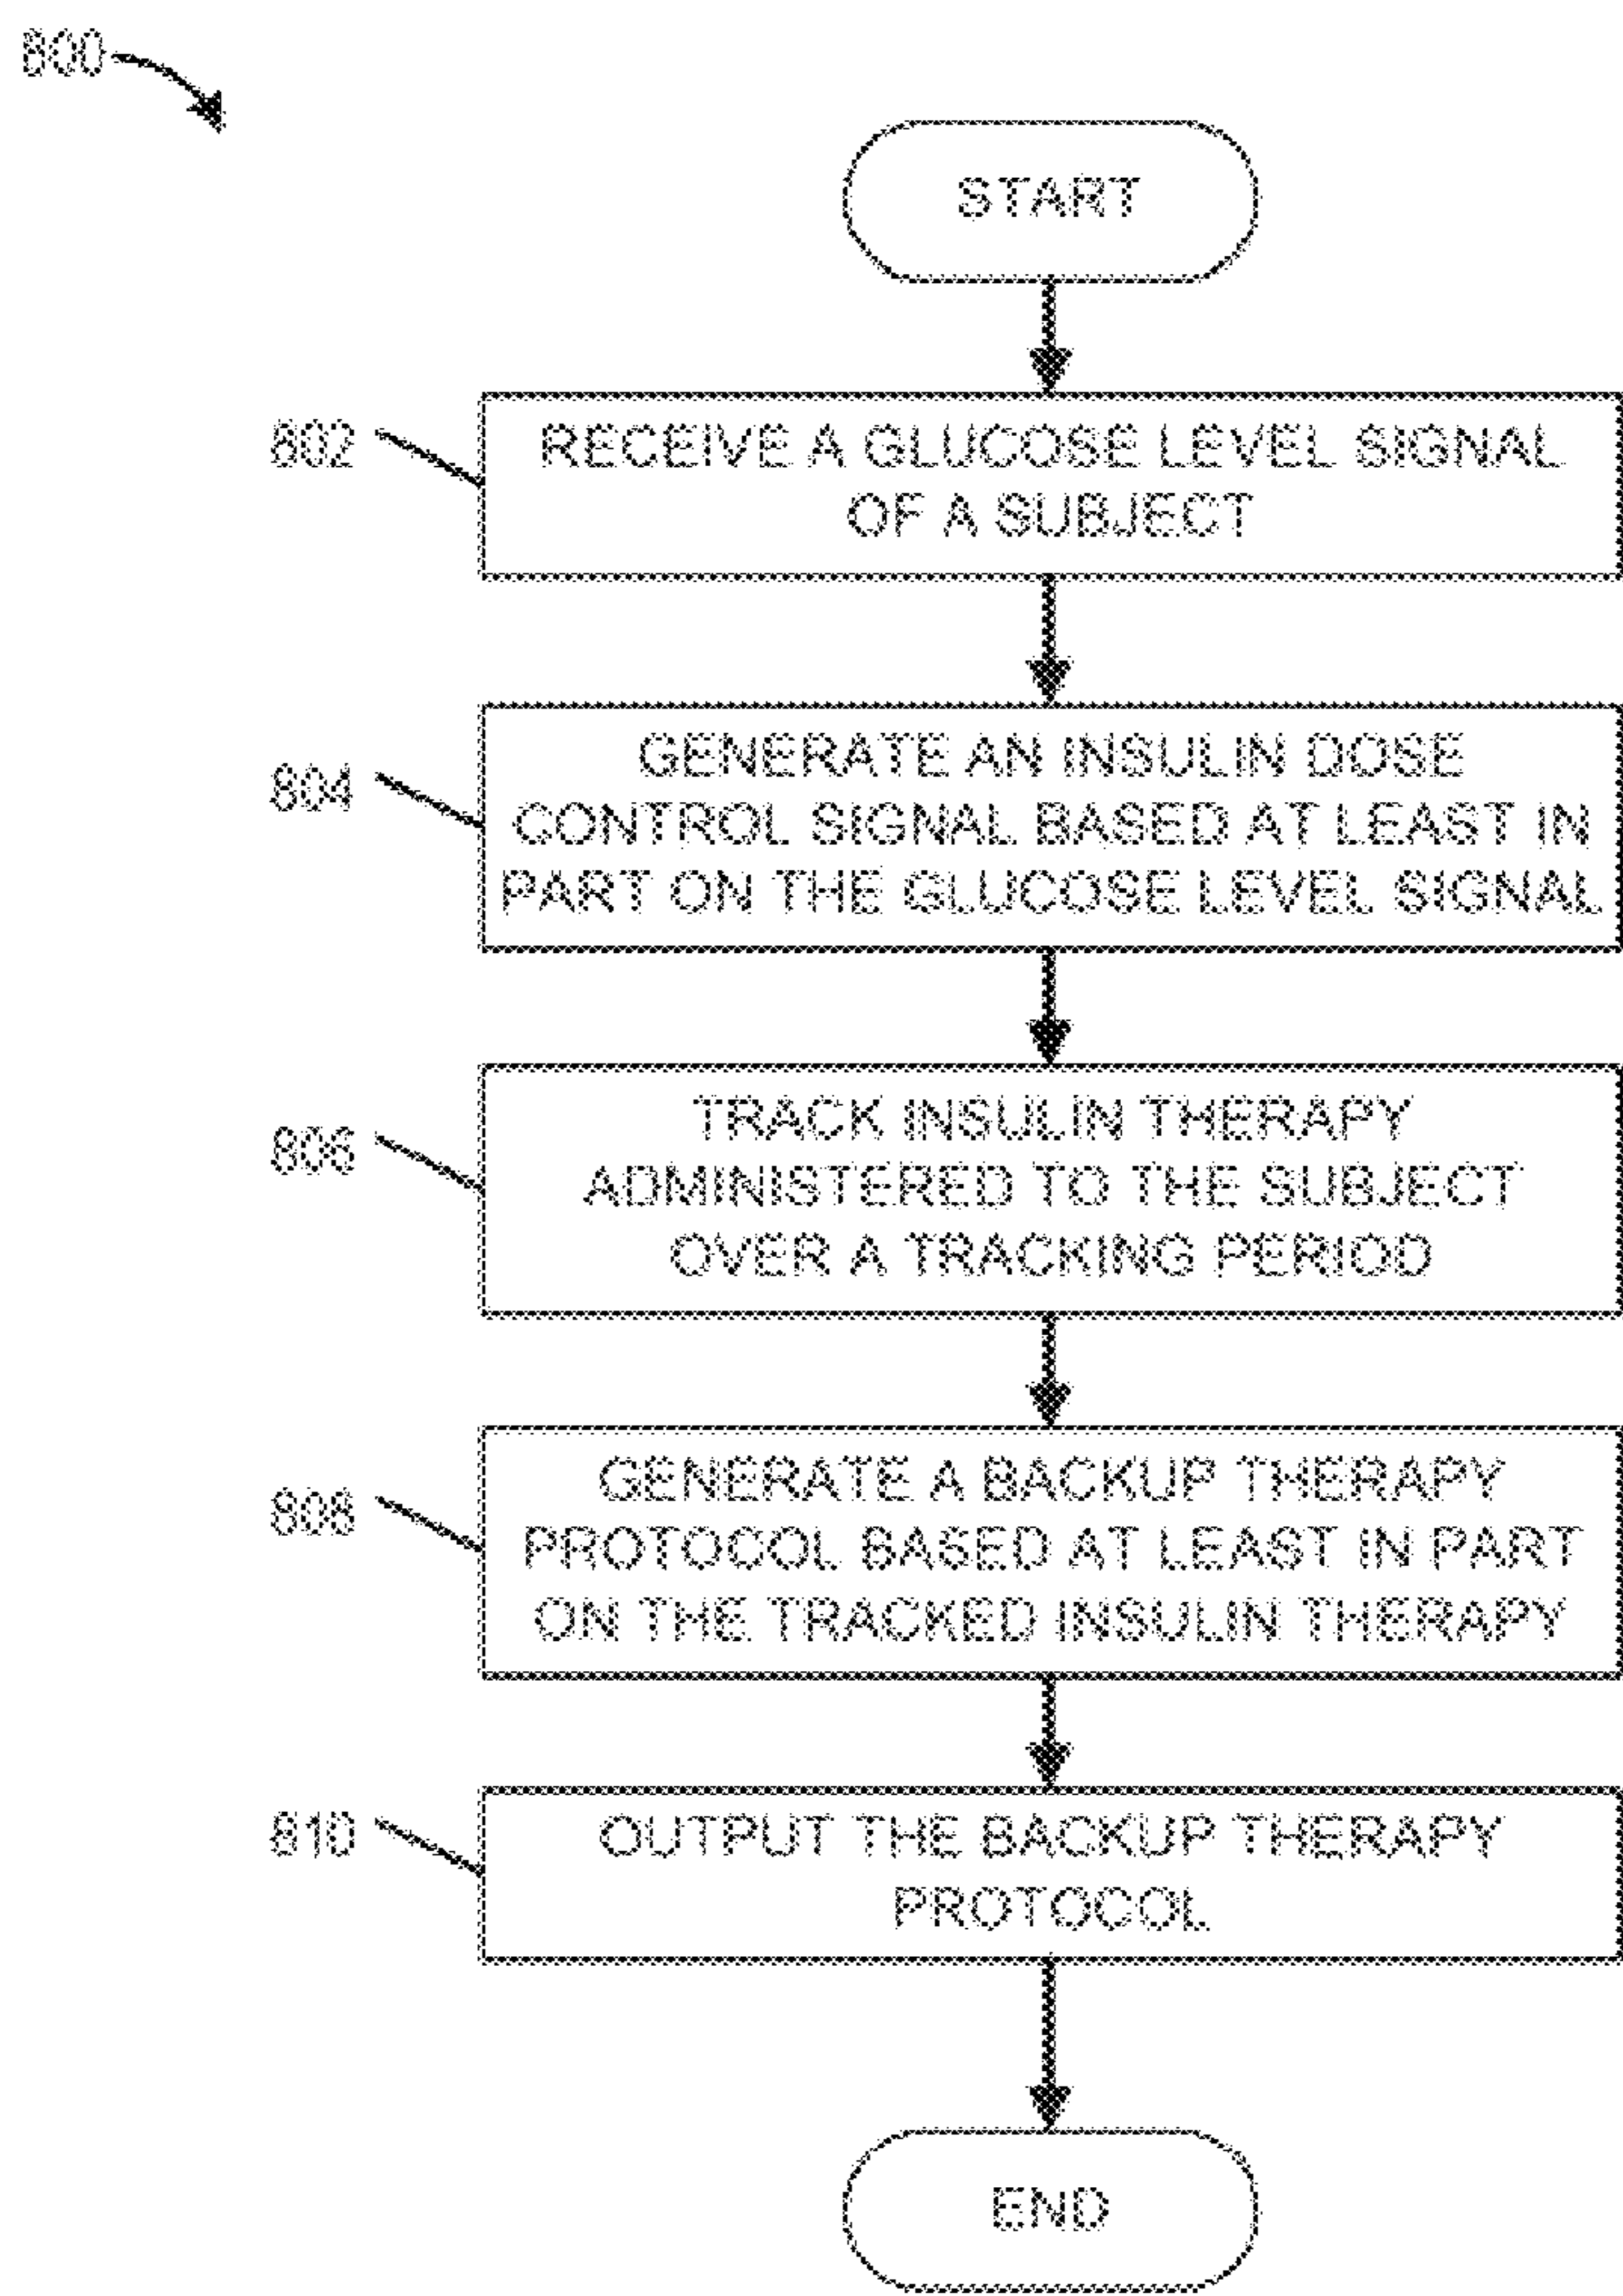 800
START
802
RECEIVE A GLUCOSE LEVEL SIGNAL
OF A SUBJECT
804
GENERATE AN INSULIN DOSE
CONTROL SIGNAL BASED AT LEAST IN
PART ON THE GLUCOSE LEVEL SIGNAL
806
TRACK INSULIN THERAPY
ADMINISTERED TO THE SUBJECT
OVER A TRACKING PERIOD
808
GENERATE A BACKUP THERAPY
PROTOCOL BASED AT LEAST IN PART
ON THE TRACKED INSULIN THERAPY
810
OUTPUT THE BACKUP THERAPY
PROTOCOL
END